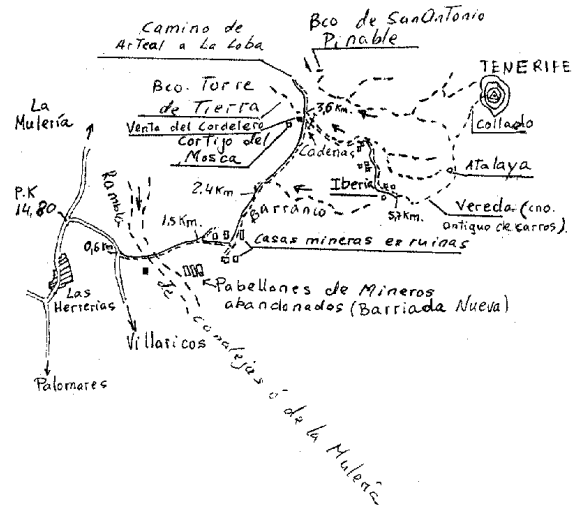 Camino de
Arteal a La Loba
Bco de San Antonio
Pinable
TENERIFE
Collado
Bco. Torre
de Tierra
3,6 Km
Venta del Cordelero
Cortijo del
Mosca
Cadenas
Atalaya
La
Mulería
Iberia
Vereda (cno.
antiguo de carros).
5,7 Km.
2,4 Km
Barranco
P.K
14,80
1,5 Km.
0,6 Km
Casas mineras en ruinas
Pabellones de Mineros
abandonados (Barriada Nueva)
Las
Herrerías
Villaricos
Palomares
Rambla
de Canalejas ó de la Mulería